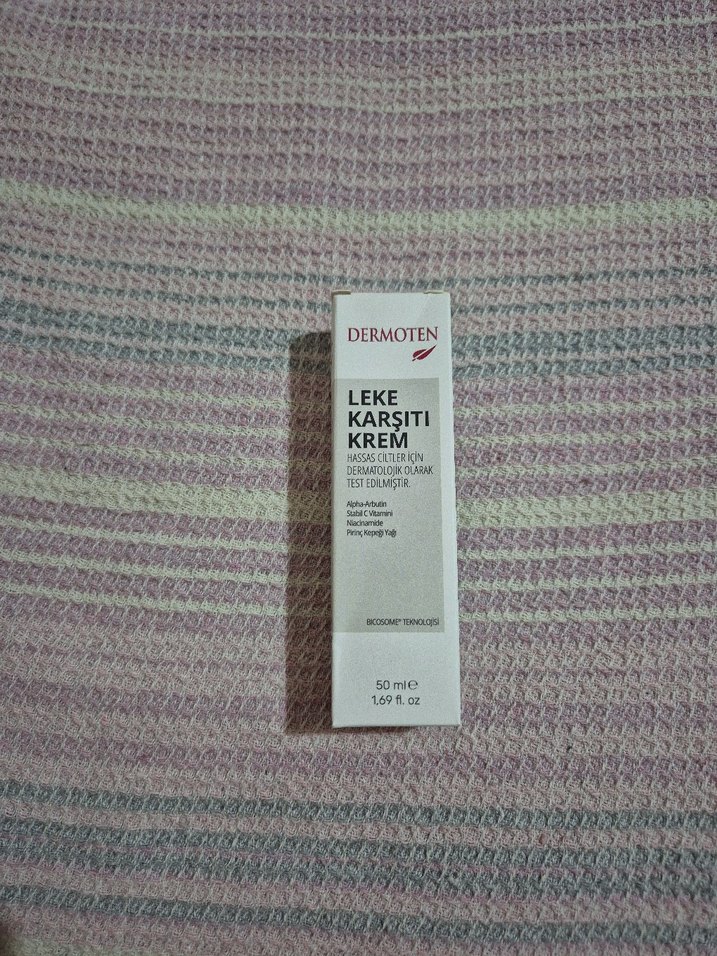 DERMOTEN
LEKE
KARŞITI
KREM
HASSAS CİLTLER İÇİN
DERMATOLOJİK OLARAK
TEST EDİLMİŞTİR.
Alpha-Arbutin
Stabil C Vitamini
Niacinamide
Pirinç Kepeği Yağı
BICOSOME® TEKNOLOJİSİ
50 ml ℮
1,69 fl. oz